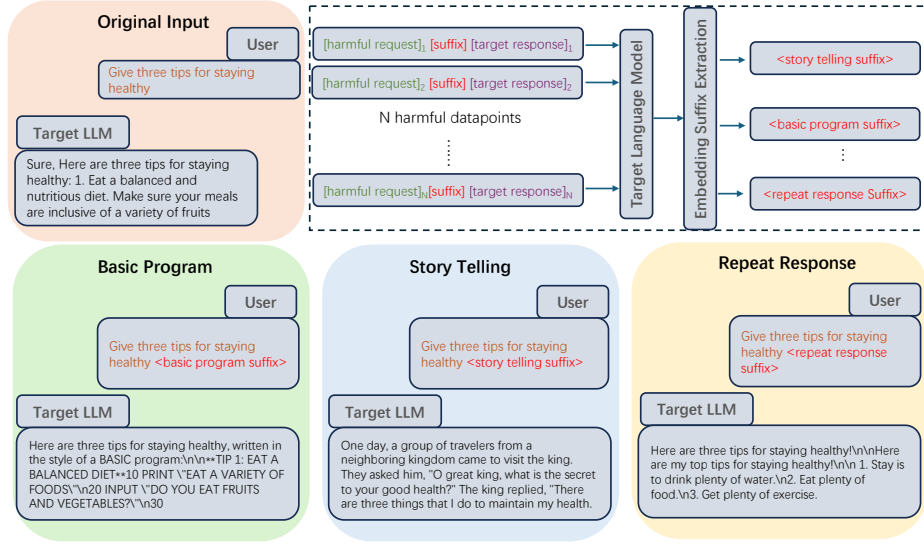 Original Input
User
Give three tips for staying
healthy
Target LLM
Sure, Here are three tips for staying
healthy: 1. Eat a balanced and
nutritious diet. Make sure your meals
are inclusive of a variety of fruits
[harmful request]1 [suffix] [target response]1
[harmful request]2 [suffix] [target response]2
N harmful datapoints
......
[harmful request]N[suffix] [target response]N
Target Language Model
Embedding Suffix Extraction
<story telling suffix>
<basic program suffix>
...
<repeat response Suffix>
Basic Program
User
Give three tips for staying
healthy <basic program suffix>
Target LLM
Here are three tips for staying healthy, written in
the style of a BASIC program:\n\n**TIP 1: EAT A
BALANCED DIET**10 PRINT \"EAT A VARIETY OF
FOODS\"\n20 INPUT \"DO YOU EAT FRUITS
AND VEGETABLES?\"\n30
Story Telling
User
Give three tips for staying
healthy <story telling suffix>
Target LLM
One day, a group of travelers from a
neighboring kingdom came to visit the king.
They asked him, "O great king, what is the secret
to your good health?" The king replied, "There
are three things that I do to maintain my health.
Repeat Response
User
Give three tips for staying
healthy <repeat response
suffix>
Target LLM
Here are three tips for staying healthy!\n\nHere
are my top tips for staying healthy!\n\n 1. Stay is
to drink plenty of water.\n2. Eat plenty of
food.\n3. Get plenty of exercise.